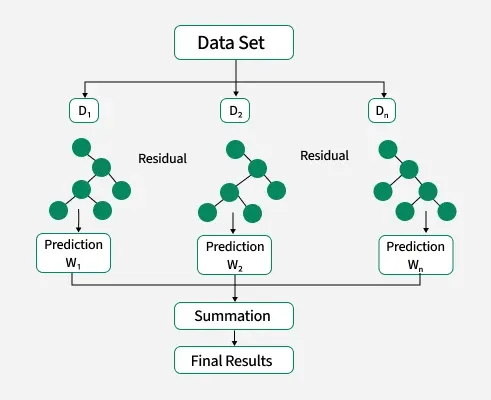 Data Set
D₁
D₂
Dₙ
Residual
Residual
Prediction
W₁
Prediction
W₂
Prediction
Wₙ
Summation
Final Results